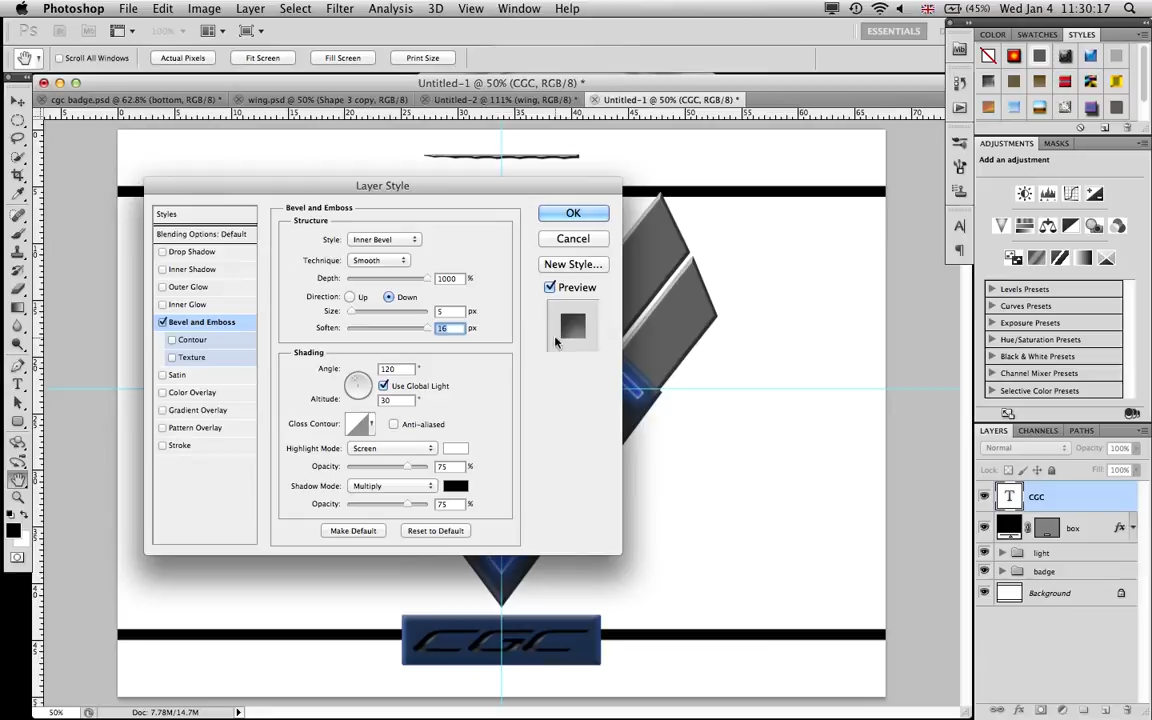 Photoshop File Edit Image Layer Select Filter Analysis 3D View Window Help (45%) Wed Jan 4 11:30:17
Ps Br Mb 100% ESSENTIALS
Scroll All Windows Actual Pixels Fit Screen Fill Screen Print Size
Untitled-1 @ 50% (CGC, RGB/8) *
cgc badge.psd @ 62.8% (bottom, RGB/8) * wing.psd @ 50% (Shape 3 copy, RGB/8) Untitled-2 @ 111% (wing, RGB/8) * Untitled-1 @ 50% (CGC, RGB/8) *
Layer Style
Styles
Blending Options: Default
Drop Shadow
Inner Shadow
Outer Glow
Inner Glow
Bevel and Emboss
Contour
Texture
Satin
Color Overlay
Gradient Overlay
Pattern Overlay
Stroke
Bevel and Emboss
Structure
Style: Inner Bevel
Technique: Smooth
Depth: 1000 %
Direction: Up Down
Size: 5 px
Soften: 16 px
Shading
Angle: 120 °
Use Global Light
Altitude: 30 °
Gloss Contour: Anti-aliased
Highlight Mode: Screen
Opacity: 75 %
Shadow Mode: Multiply
Opacity: 75 %
Make Default Reset to Default
OK
Cancel
New Style...
Preview
CGC
COLOR SWATCHES STYLES
ADJUSTMENTS MASKS
Add an adjustment
Levels Presets
Curves Presets
Exposure Presets
Hue/Saturation Presets
Black & White Presets
Channel Mixer Presets
Selective Color Presets
LAYERS CHANNELS PATHS
Normal Opacity: 100%
Lock: Fill: 100%
T CGC
box fx
light
badge
Background
50% Doc: 7.78M/14.7M